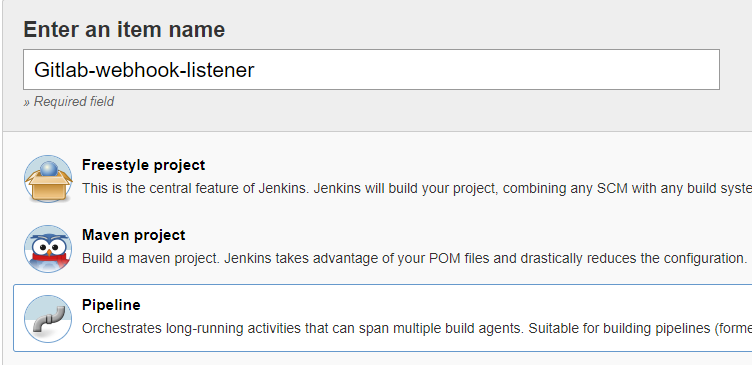 Enter an item name
Gitlab-webhook-listener
» Required field
Freestyle project
This is the central feature of Jenkins. Jenkins will build your project, combining any SCM with any build syste
Maven project
Build a maven project. Jenkins takes advantage of your POM files and drastically reduces the configuration.
Pipeline
Orchestrates long-running activities that can span multiple build agents. Suitable for building pipelines (forme